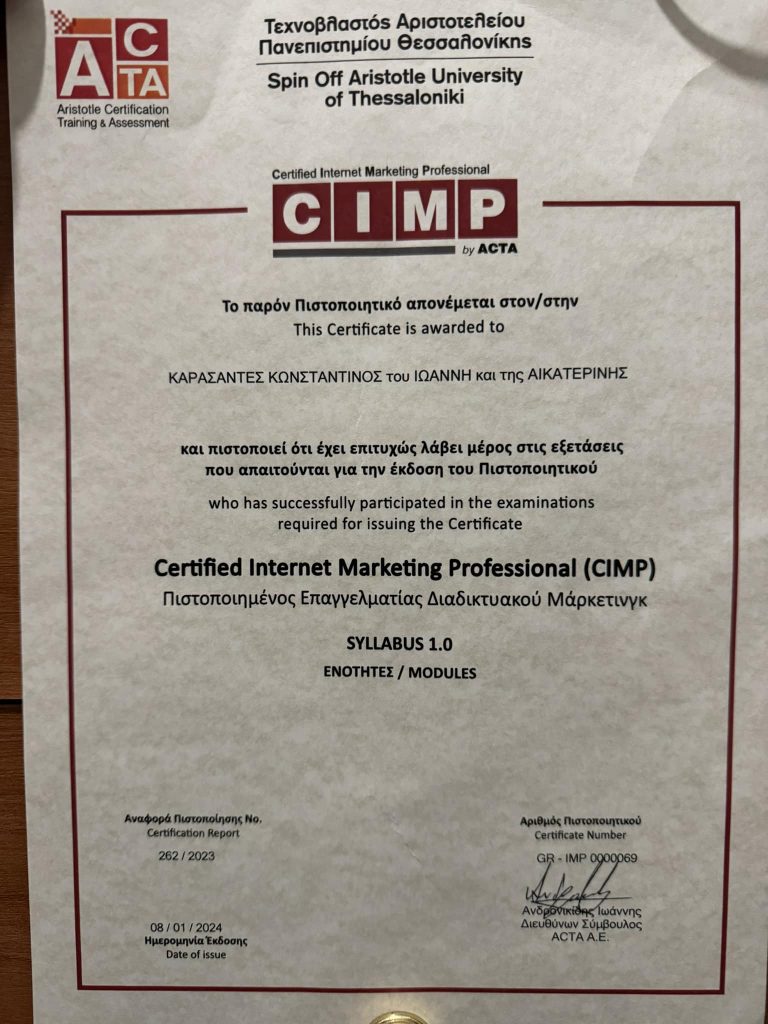 ACTA
Aristotle Certification
Training & Assessment
Τεχνοβλαστός Αριστοτελείου
Πανεπιστημίου Θεσσαλονίκης
Spin Off Aristotle University
of Thessaloniki
Certified Internet Marketing Professional
CIMP
by ACTA
Το παρόν Πιστοποιητικό απονέμεται στον/στην
This Certificate is awarded to
ΚΑΡΑΣΑΝΤΕΣ ΚΩΝΣΤΑΝΤΙΝΟΣ του ΙΩΑΝΝΗ και της ΑΙΚΑΤΕΡΙΝΗΣ
και πιστοποιεί ότι έχει επιτυχώς λάβει μέρος στις εξετάσεις
που απαιτούνται για την έκδοση του Πιστοποιητικού
who has successfully participated in the examinations
required for issuing the Certificate
Certified Internet Marketing Professional (CIMP)
Πιστοποιημένος Επαγγελματίας Διαδικτυακού Μάρκετινγκ
SYLLABUS 1.0
ΕΝΟΤΗΤΕΣ / MODULES
Αναφορά Πιστοποίησης Νο.
Certification Report
262 / 2023
08 / 01 / 2024
Ημερομηνία Έκδοσης
Date of issue
Αριθμός Πιστοποιητικού
Certificate Number
GR - IMP 0000069
Ανδρονικίδης Ιωάννης
Διευθύνων Σύμβουλος
ACTA A.E.